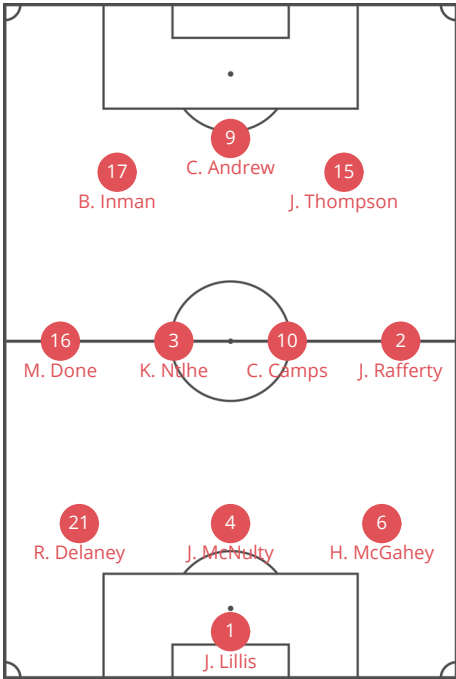 9
C. Andrew
17
B. Inman
15
J. Thompson
16
M. Done
3
K. Ntlhe
10
C. Camps
2
J. Rafferty
21
R. Delaney
4
J. McNulty
6
H. McGahey
1
J. Lillis